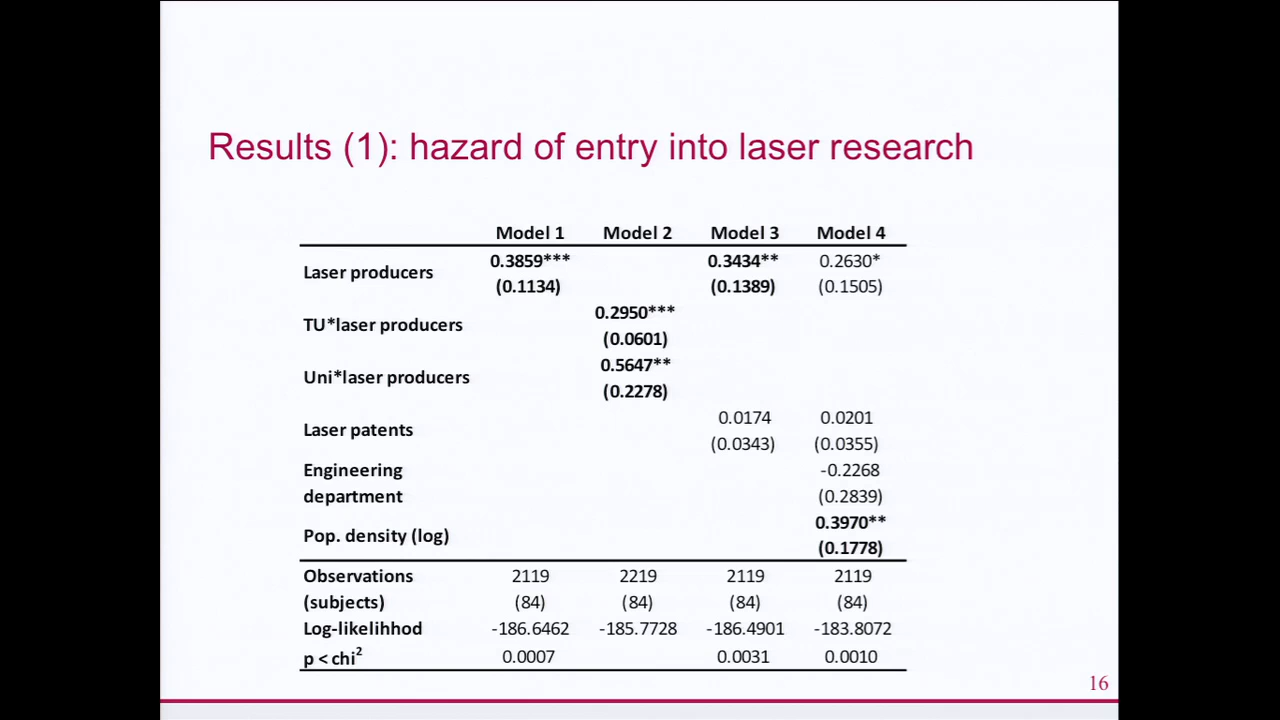 Results (1): hazard of entry into laser research
Model 1 Model 2 Model 3 Model 4
Laser producers 0.3859*** 0.3434** 0.2630*
(0.1134) (0.1389) (0.1505)
TU*laser producers 0.2950***
(0.0601)
Uni*laser producers 0.5647**
(0.2278)
Laser patents 0.0174 0.0201
(0.0343) (0.0355)
Engineering -0.2268
department (0.2839)
Pop. density (log) 0.3970**
(0.1778)
Observations 2119 2219 2119 2119
(subjects) (84) (84) (84) (84)
Log-likelihhod -186.6462 -185.7728 -186.4901 -183.8072
p < chi² 0.0007 0.0031 0.0010
16